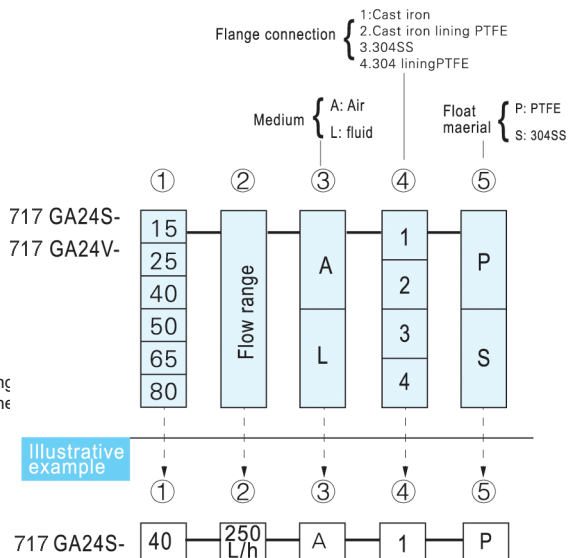 Flange connection
1:Cast iron
2.Cast iron lining PTFE
3.304SS
4.304 liningPTFE
Medium
A: Air
L: fluid
Float
maerial
P: PTFE
S: 304SS
① ② ③ ④ ⑤
717 GA24S-
717 GA24V-
15
25
40
50
65
80
Flow range
A
L
1
2
3
4
P
S
Illustrative
example
① ② ③ ④ ⑤
717 GA24S- 40 250 L/h A 1 P